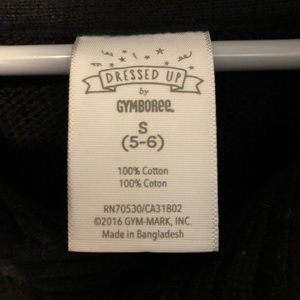 DRESSED UP
by
GYMBOREE
S
(5-6)
100% Cotton
100% Coton
RN70530/CA31802
©2016 GYM-MARK, INC.
Made in Bangladesh